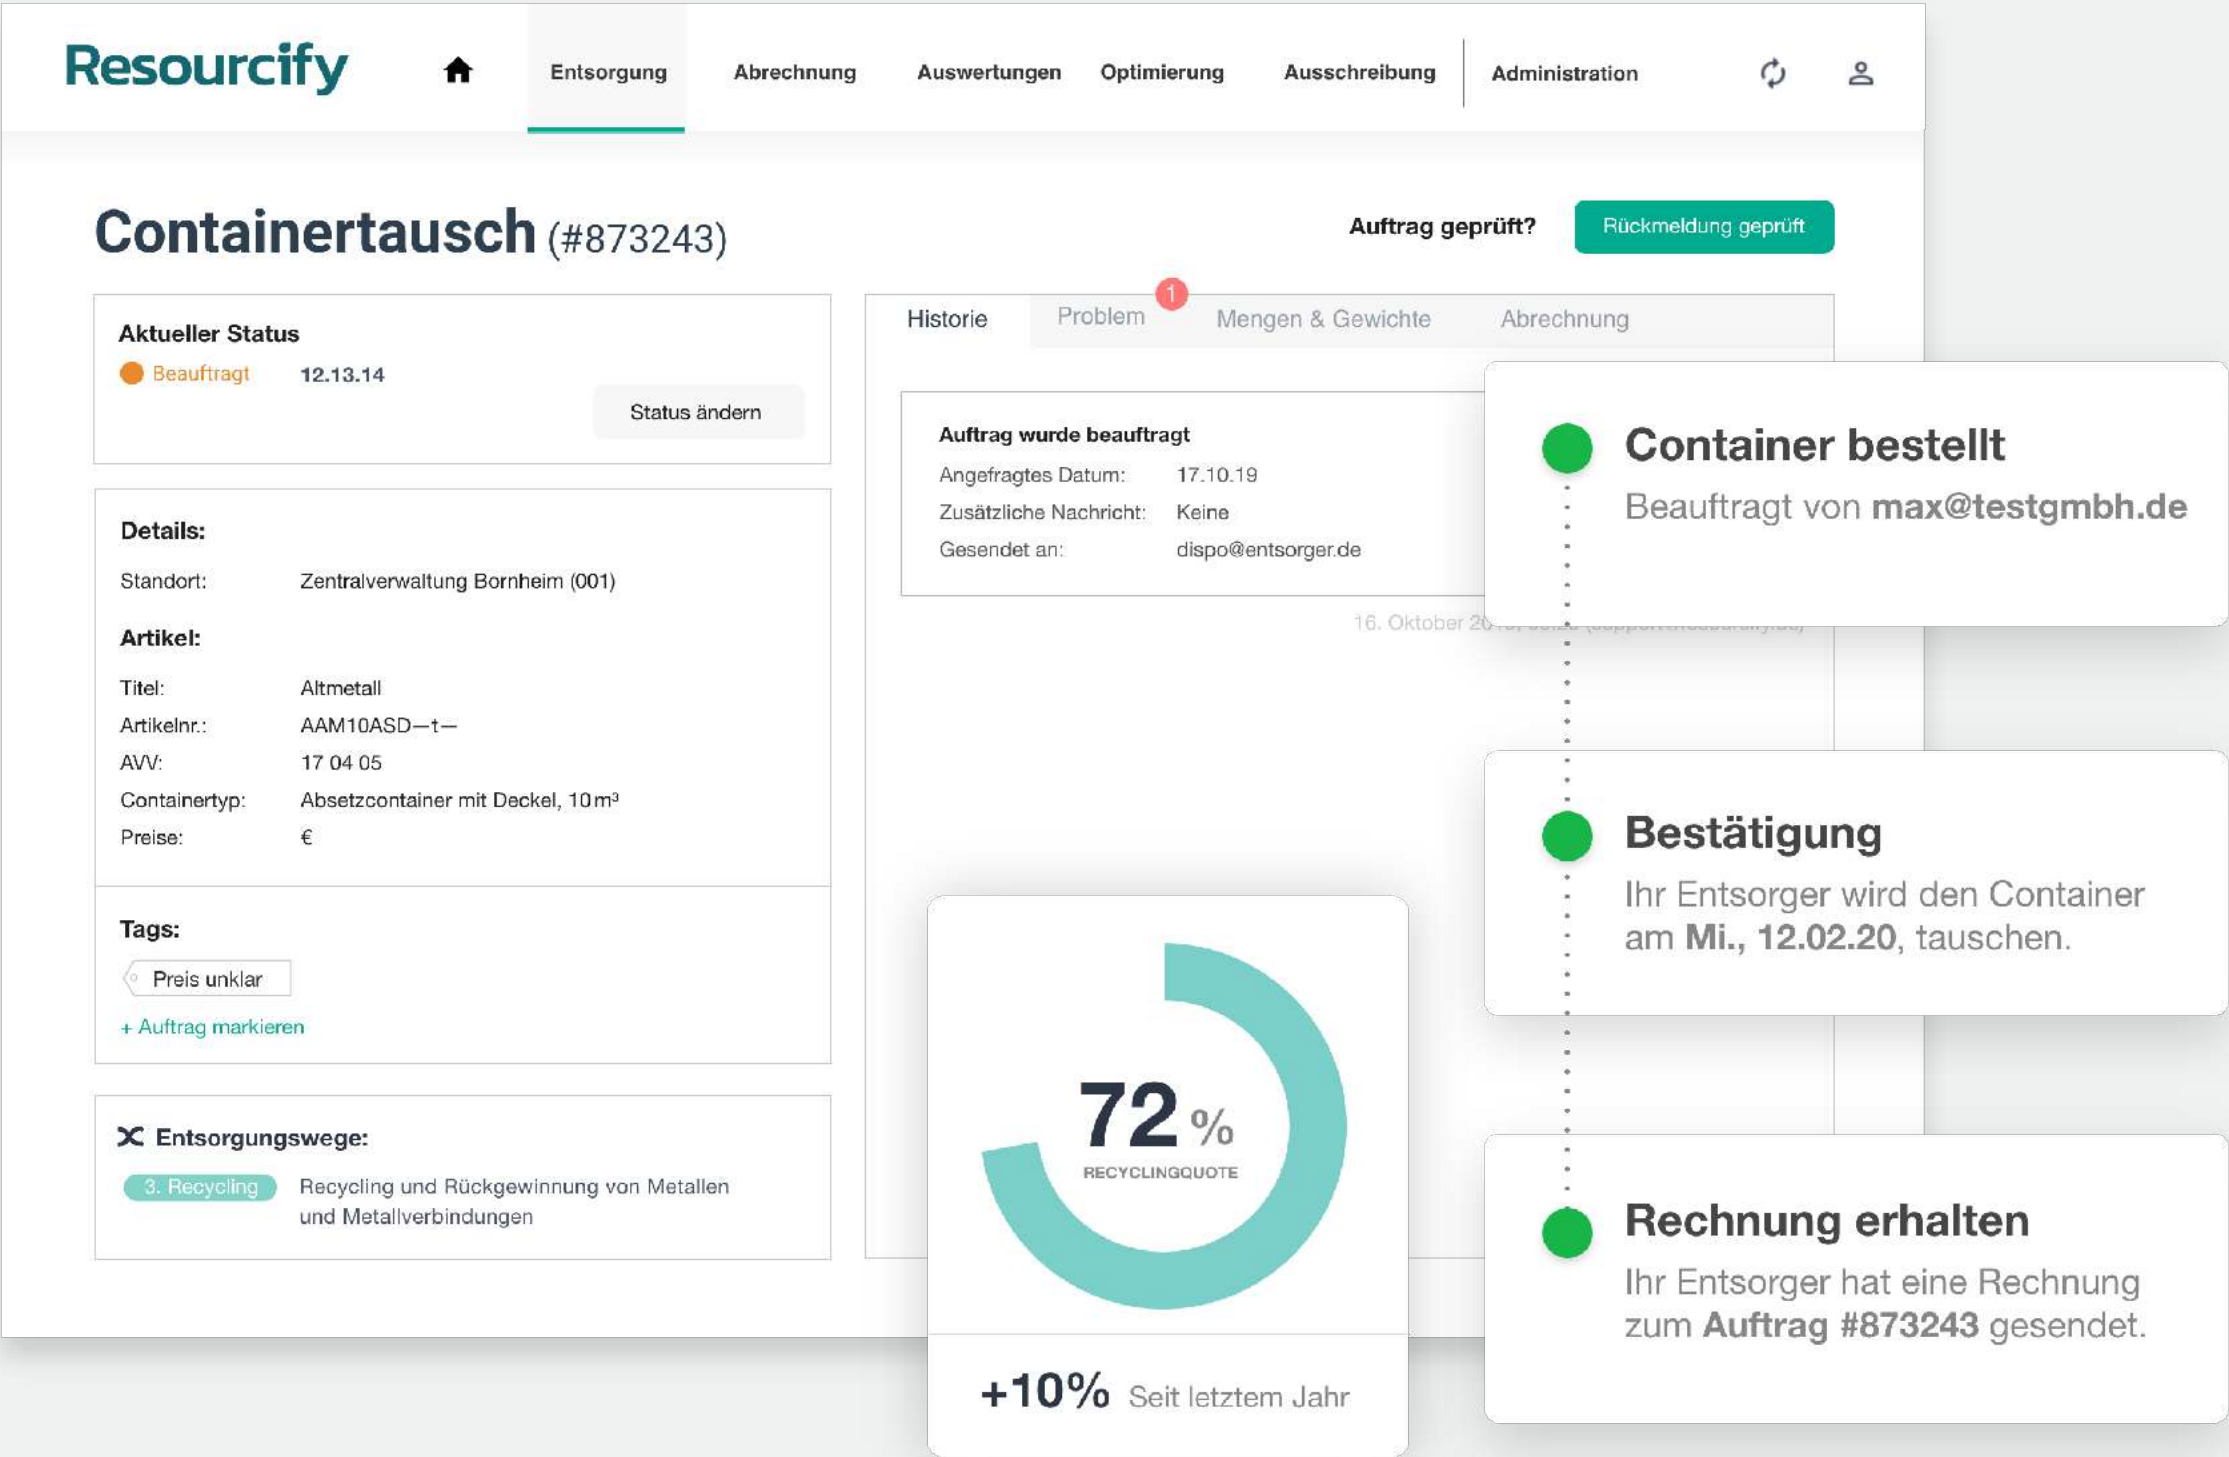 Resourcify
Entsorgung
Abrechnung
Auswertungen
Optimierung
Ausschreibung
Administration
Containertausch (#873243)
Auftrag geprüft?
Rückmeldung geprüft
Aktueller Status
Beauftragt 12.13.14
Status ändern
Details:
Standort: Zentralverwaltung Bornheim (001)
Artikel:
Titel: Altmetall
Artikelnr.: AAM10ASD—t—
AVV: 17 04 05
Containertyp: Absetzcontainer mit Deckel, 10m³
Preise: €
Tags:
Preis unklar
+ Auftrag markieren
Entsorgungswege:
3. Recycling
Recycling und Rückgewinnung von Metallen
und Metallverbindungen
Historie
Problem
1
Mengen & Gewichte
Abrechnung
Auftrag wurde beauftragt
Angefragtes Datum: 17.10.19
Zusätzliche Nachricht: Keine
Gesendet an: dispo@entsorger.de
16. Oktober
72 %
RECYCLINGQUOTE
+10% Seit letztem Jahr
Container bestellt
Beauftragt von max@testgmbh.de
Bestätigung
Ihr Entsorger wird den Container
am Mi., 12.02.20, tauschen.
Rechnung erhalten
Ihr Entsorger hat eine Rechnung
zum Auftrag #873243 gesendet.